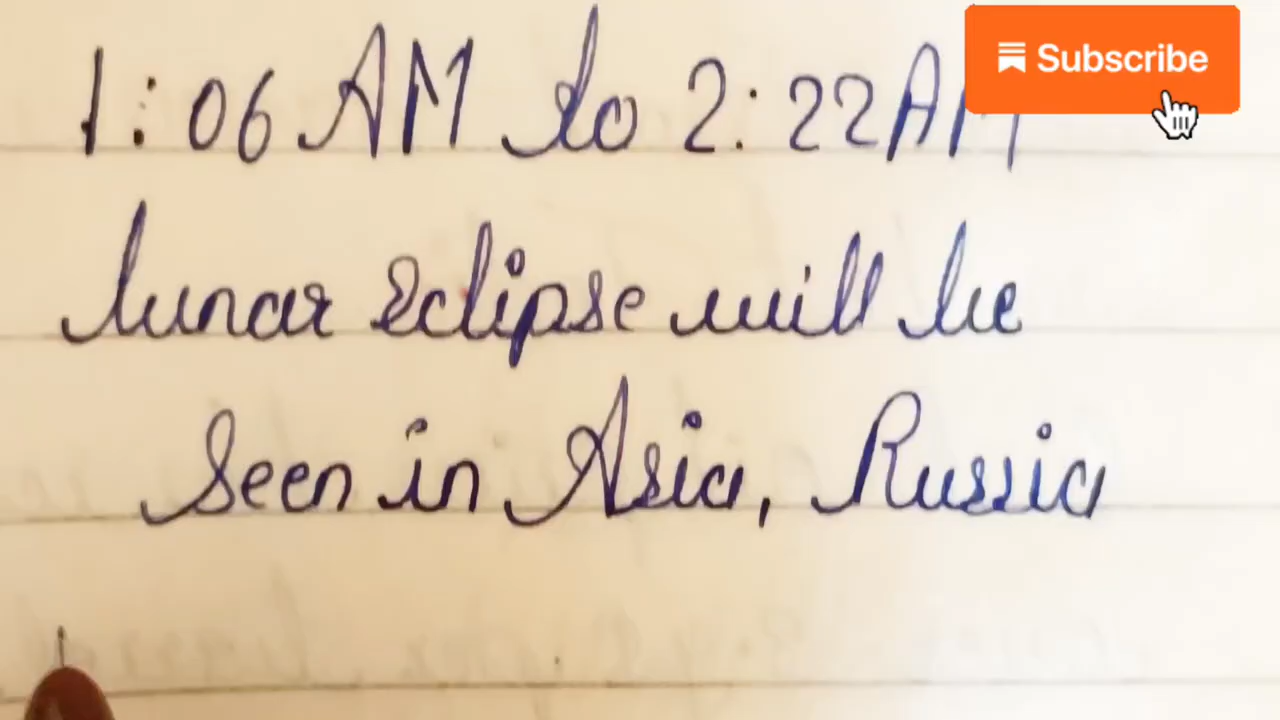 Subscribe
1:06 AM to 2:22AM
lunar eclipse will be
seen in Asia, Russia